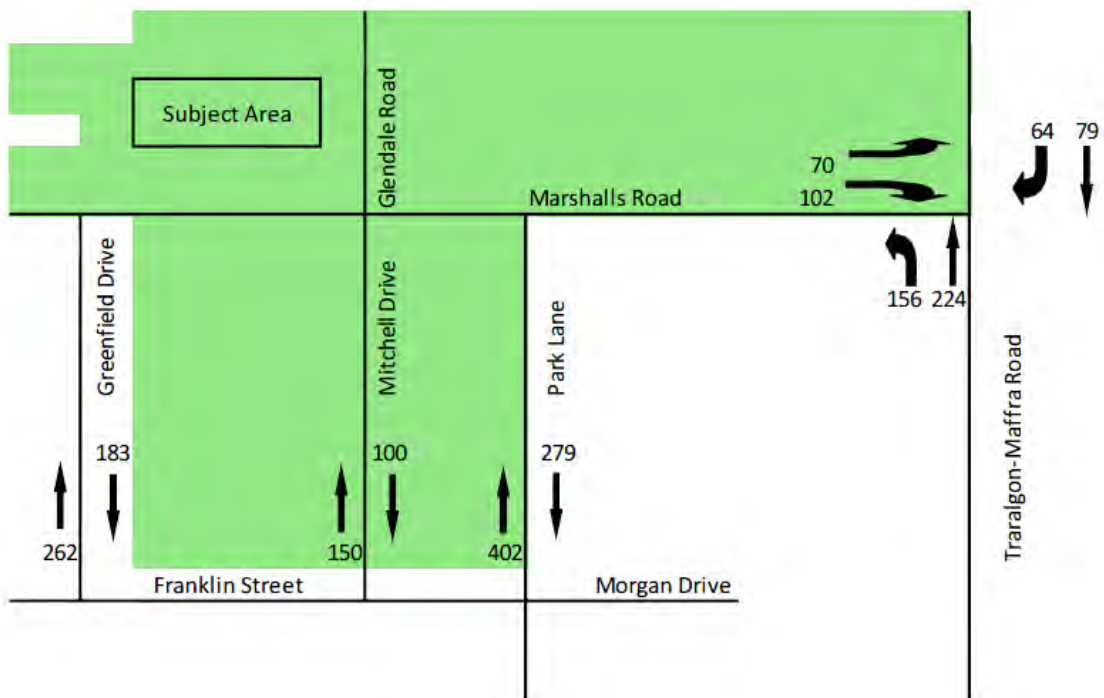 Subject Area
Glendale Road
64 79
70
102
Marshalls Road
156 224
Greenfield Drive
Mitchell Drive
Park Lane
Traralgon-Maffra Road
183
100
279
262
150
402
Franklin Street
Morgan Drive